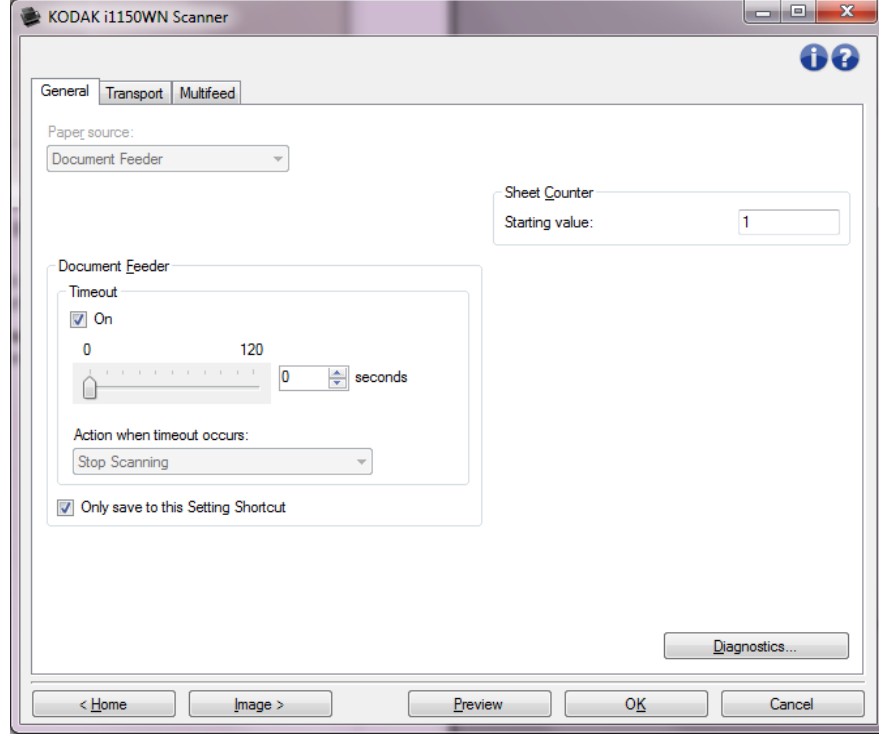 KODAK i1150WN Scanner
General Transport Multifeed
Paper source:
Document Feeder
Sheet Counter
Starting value: 1
Document Feeder
Timeout
On
0 120
0 seconds
Action when timeout occurs:
Stop Scanning
Only save to this Setting Shortcut
Diagnostics...
< Home Image > Preview OK Cancel